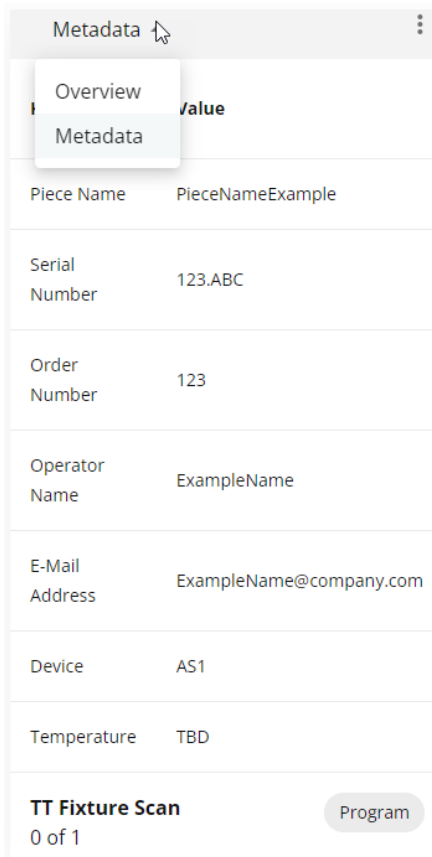 Metadata
Overview
Metadata
Value
Piece Name PieceNameExample
Serial
Number
123.ABC
Order
Number
123
Operator
Name
ExampleName
E-Mail
Address
ExampleName@company.com
Device AS1
Temperature TBD
TT Fixture Scan
0 of 1
Program